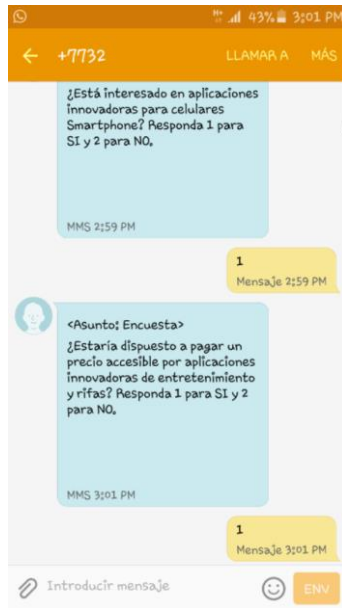 43% 3:01 PM
+7732 LLAMAR A MÁS
¿Está interesado en aplicaciones
innovadoras para celulares
Smartphone? Responda 1 para
SI y 2 para NO.
MMS 2:59 PM
1
Mensaje 2:59 PM
<Asunto: Encuesta>
¿Estaría dispuesto a pagar un
precio accesible por aplicaciones
innovadoras de entretenimiento
y rifas? Responda 1 para SI y 2
para NO.
MMS 3:01 PM
1
Mensaje 3:01 PM
Introducir mensaje ENV